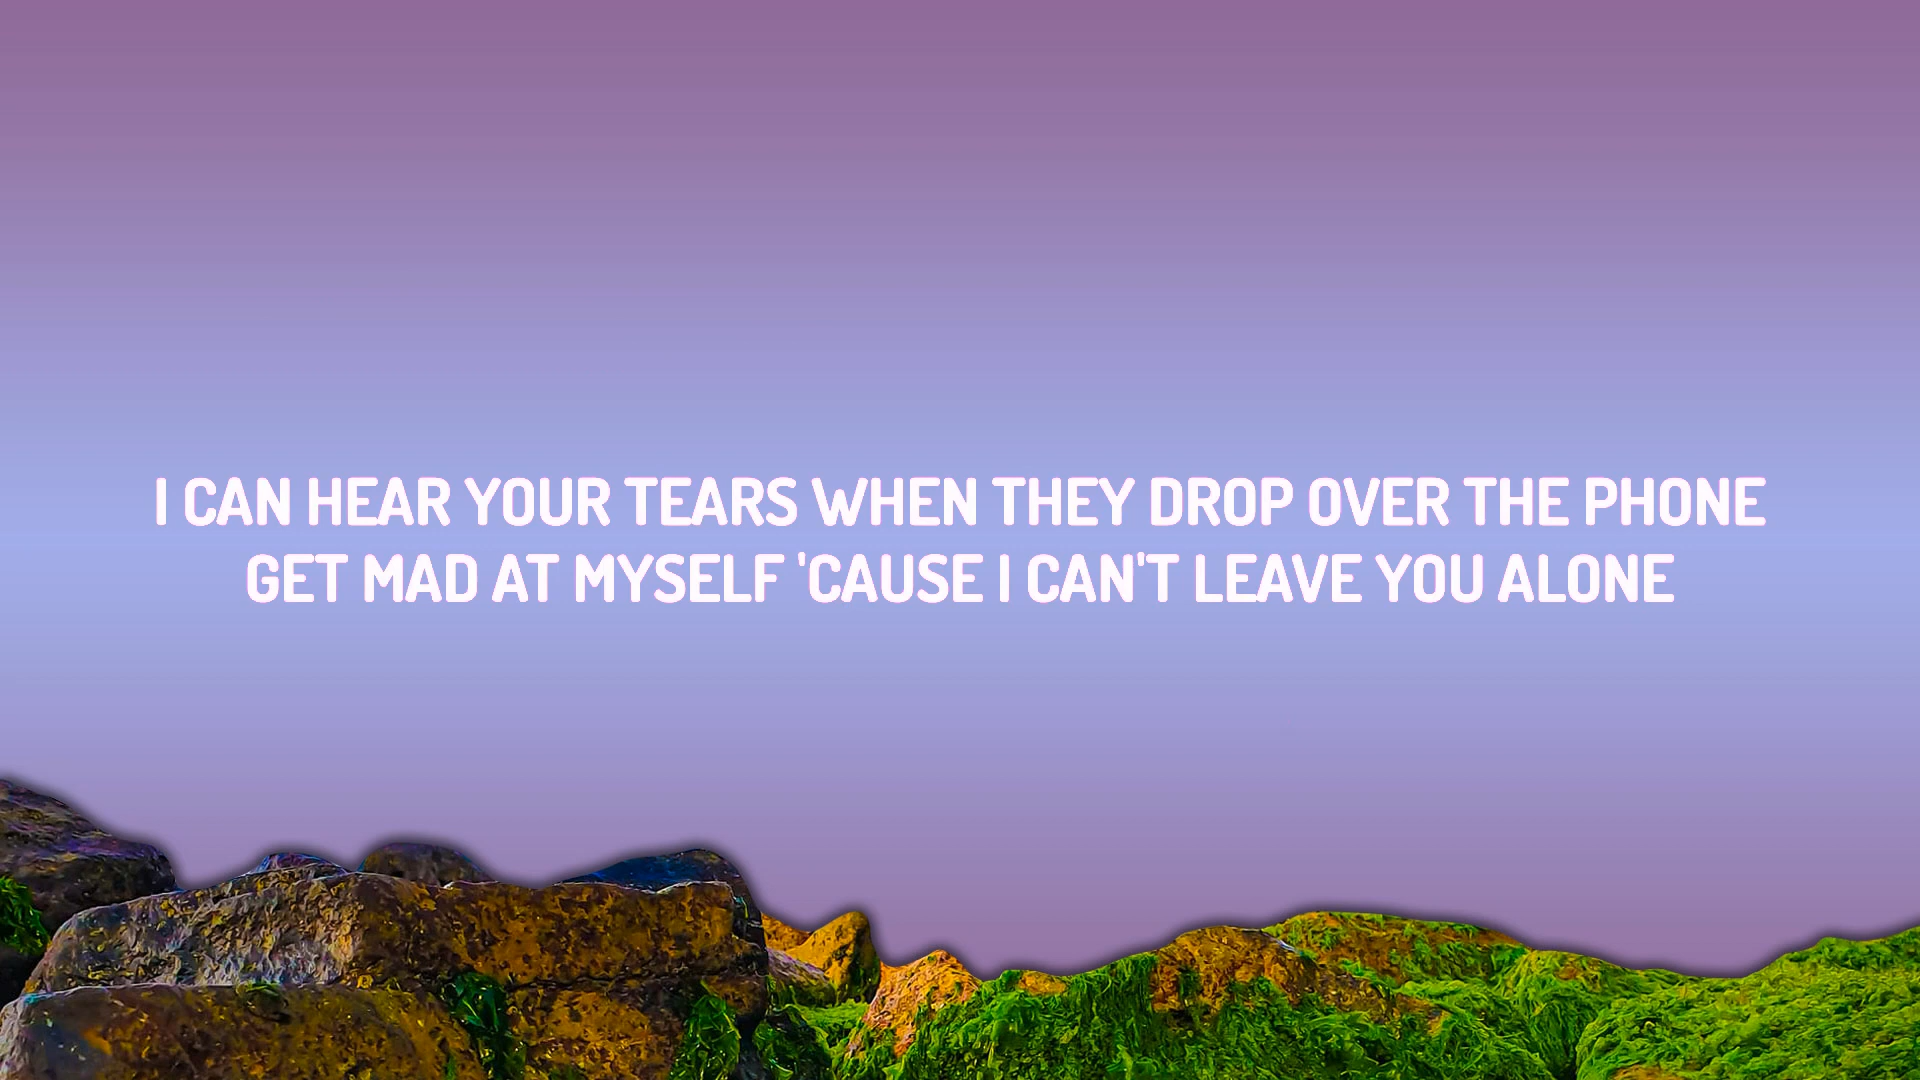 I CAN HEAR YOUR TEARS WHEN THEY DROP OVER THE PHONE
GET MAD AT MYSELF 'CAUSE I CAN'T LEAVE YOU ALONE